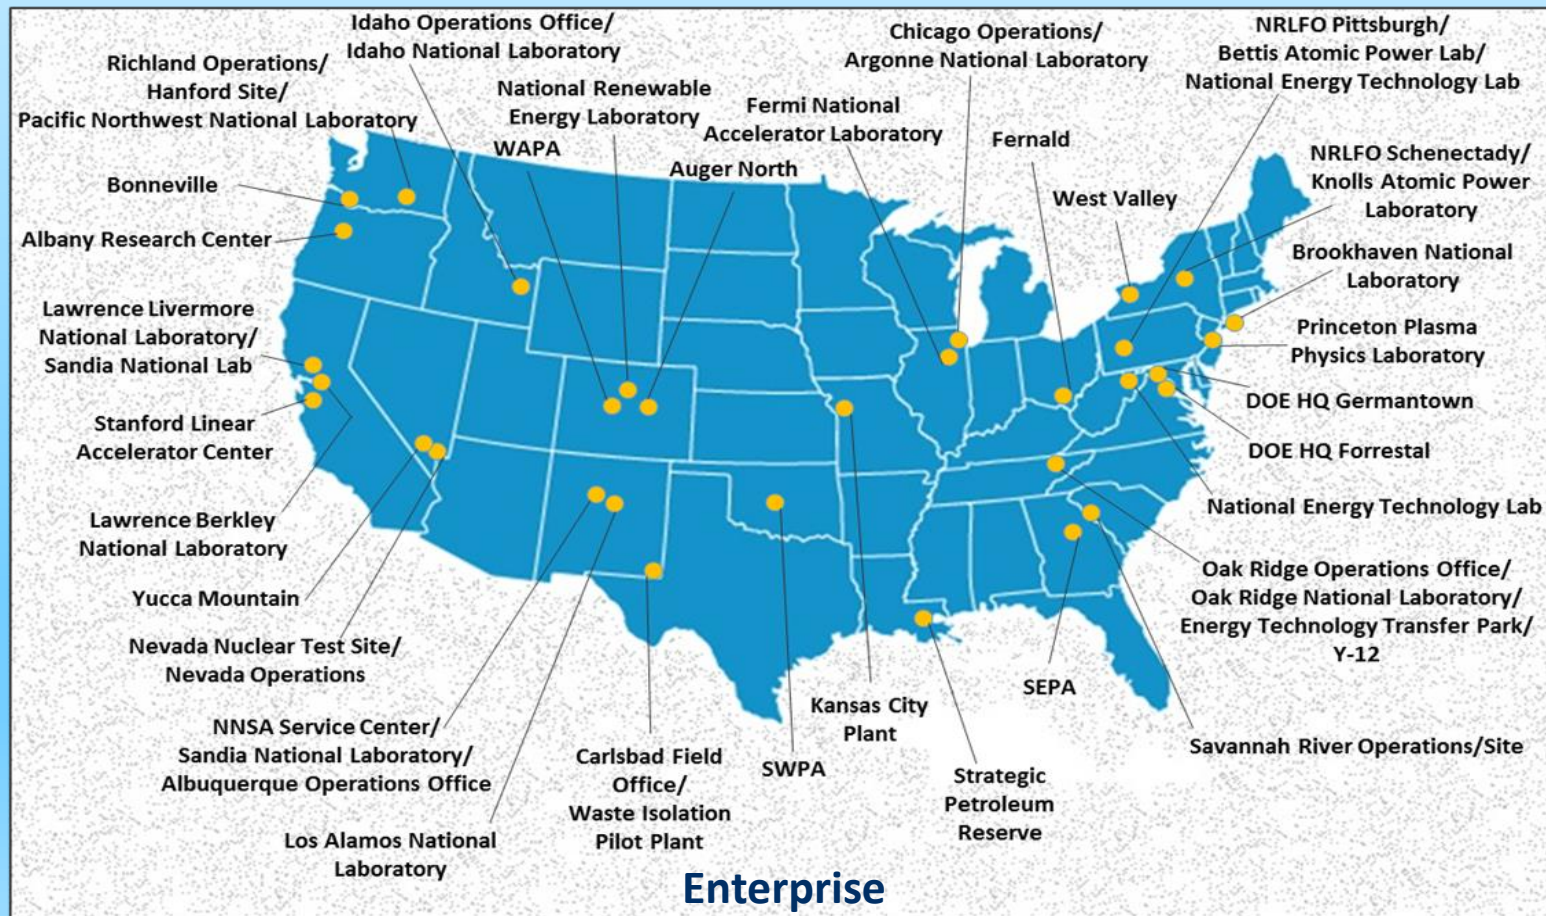 Idaho Operations Office/
Idaho National Laboratory
Richland Operations/
Hanford Site/
Pacific Northwest National Laboratory
National Renewable
Energy Laboratory
WAPA
Chicago Operations/
Argonne National Laboratory
Fermi National
Accelerator Laboratory
Auger North
NRLFO Pittsburgh/
Bettis Atomic Power Lab/
National Energy Technology Lab
Fernald
West Valley
NRLFO Schenectady/
Knolls Atomic Power
Laboratory
Bonneville
Albany Research Center
Brookhaven National
Laboratory
Lawrence Livermore
National Laboratory/
Sandia National Lab
Princeton Plasma
Physics Laboratory
Stanford Linear
Accelerator Center
DOE HQ Germantown
DOE HQ Forrestal
Lawrence Berkley
National Laboratory
National Energy Technology Lab
Yucca Mountain
Oak Ridge Operations Office/
Oak Ridge National Laboratory/
Energy Technology Transfer Park/
Y-12
Nevada Nuclear Test Site/
Nevada Operations
SEPA
NNSA Service Center/
Sandia National Laboratory/
Albuquerque Operations Office
Kansas City
Plant
Savannah River Operations/Site
Carlsbad Field
Office/
Waste Isolation
Pilot Plant
SWPA
Strategic
Petroleum
Reserve
Los Alamos National
Laboratory
Enterprise